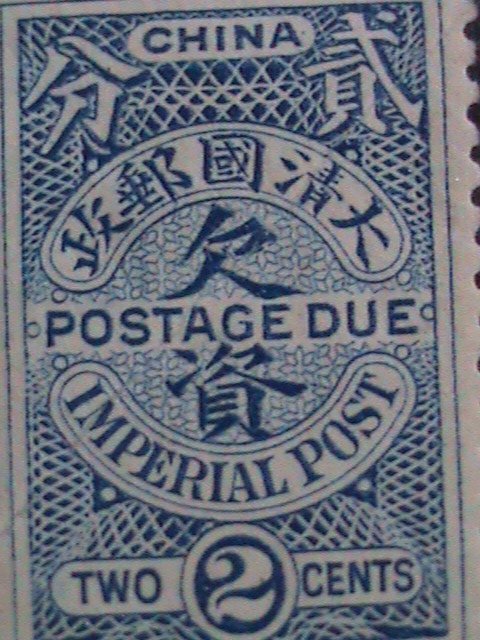 CHINA
貳分
大清國郵政
欠
POSTAGE DUE
資
IMPERIAL POST
2
TWO CENTS